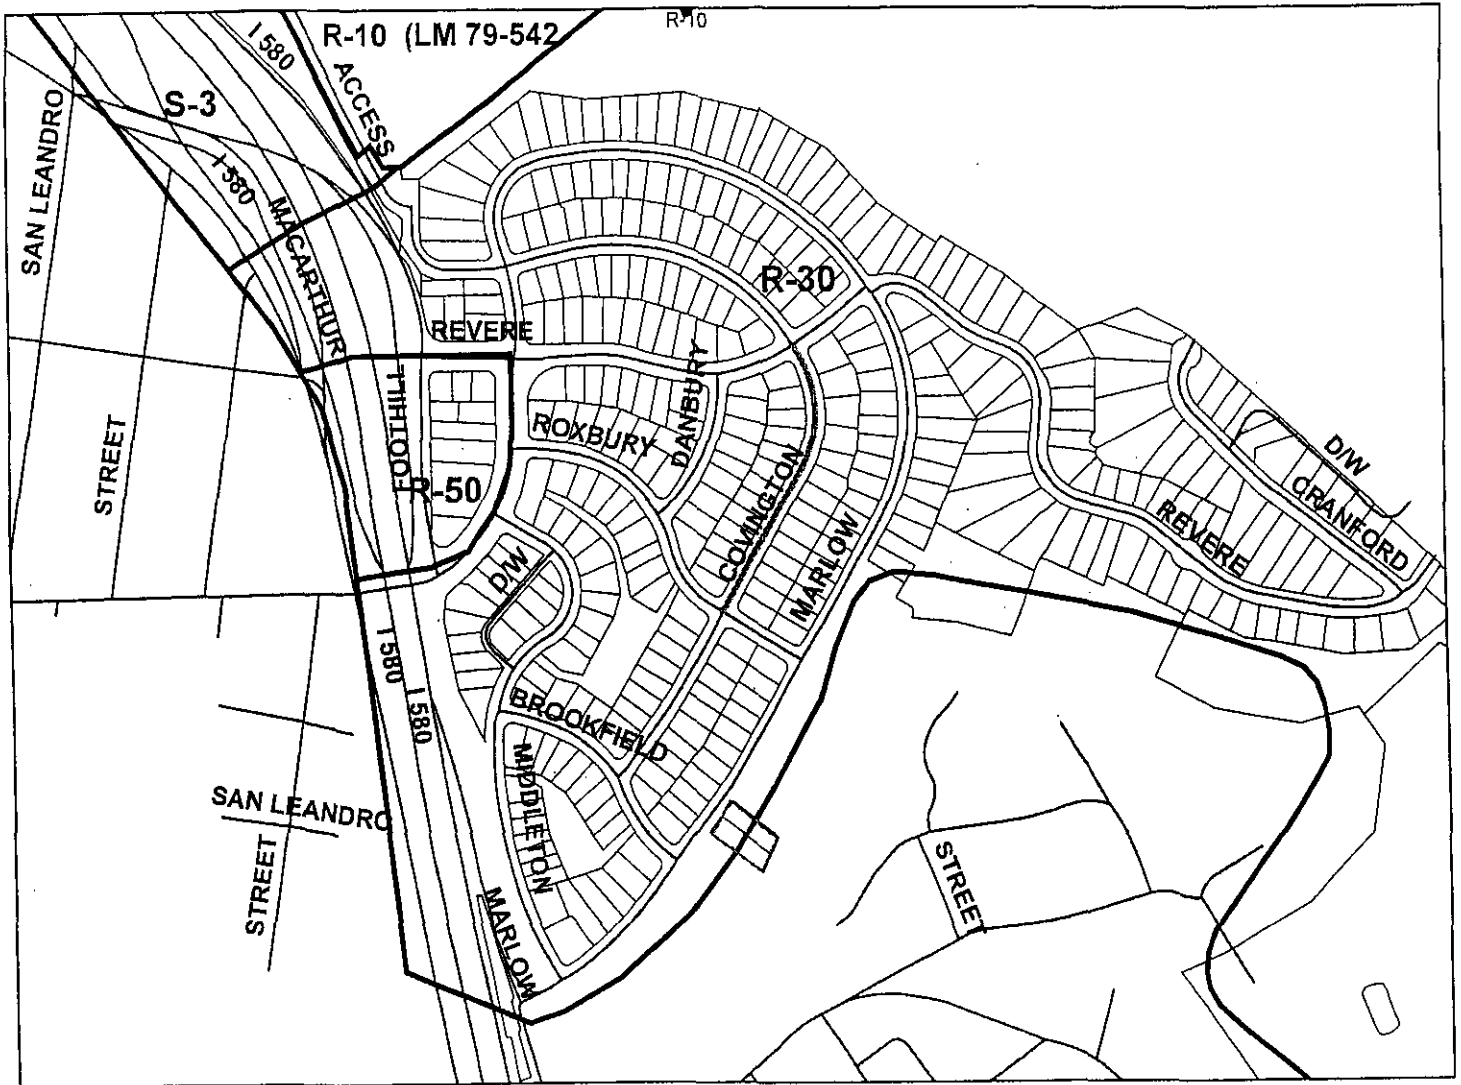 R-10
R-10 (LM 79-542
I 580
ACCESS
S-3
SAN LEANDRO
I 580
MACARTHUR
R-30
REVERE
DANBURY
FOOTHILL
ROXBURY
STREET
R-50
COVINGTON
D/W
CRANFORD
REVERE
MARLOW
D/W
I 580
I 580
BROOKFIELD
MIDDLETON
SAN LEANDRO
STREET
STREET
MARLOW